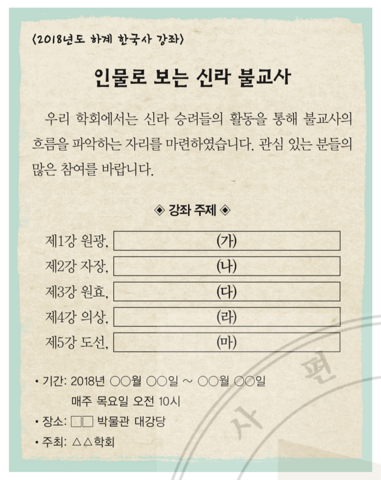 〈2018년도 하계 한국사 강좌〉
인물로 보는 신라 불교사
우리 학회에서는 신라 승려들의 활동을 통해 불교사의
흐름을 파악하는 자리를 마련하였습니다. 관심 있는 분들의
많은 참여를 바랍니다.
◈ 강좌 주제 ◈
제1강 원광, (가)
제2강 자장, (나)
제3강 원효, (다)
제4강 의상, (라)
제5강 도선, (마)
• 기간: 2018년 ○○월 ○○일 ~ ○○월 ○○일
매주 목요일 오전 10시
• 장소: □□ 박물관 대강당
• 주최: △△학회
사 편